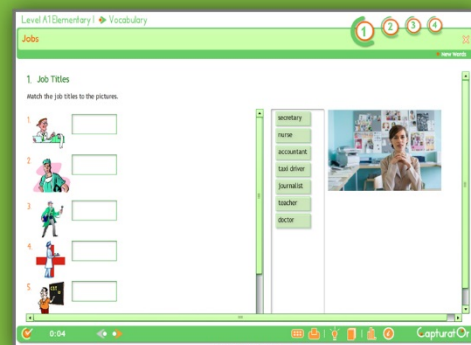 Level A1 Elementary I Vocabulary
1 2 3 4
Jobs
New Words
1. Job Titles
Match the job titles to the pictures.
1
2
3
4
5
secretary
nurse
accountant
taxi driver
journalist
teacher
doctor
0:04
CapturatOr